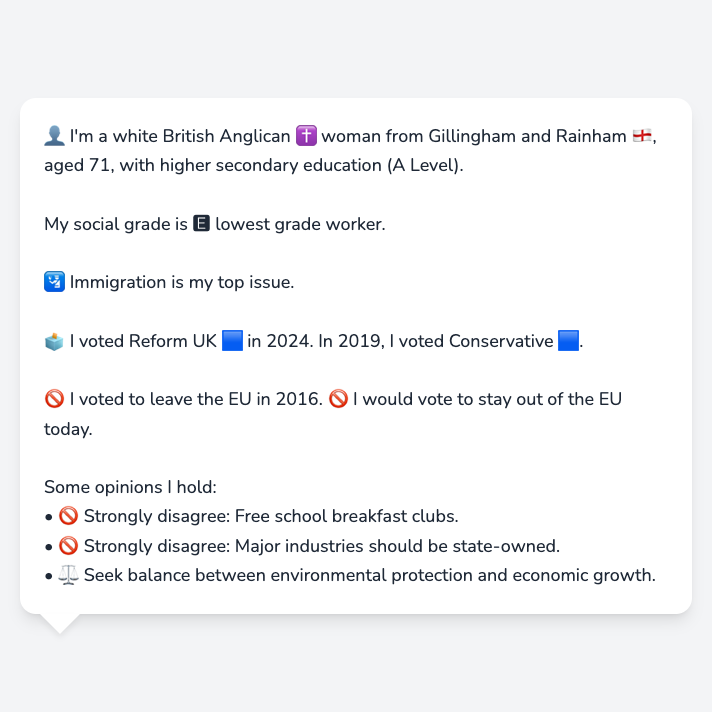 👤 I'm a white British Anglican ✝️ woman from Gillingham and Rainham 🏴󠁧󠁢󠁥󠁮󠁧󠁿,
aged 71, with higher secondary education (A Level).
My social grade is 🅴 lowest grade worker.
🛂 Immigration is my top issue.
🗳️ I voted Reform UK 🟦 in 2024. In 2019, I voted Conservative 🟦.
🚫 I voted to leave the EU in 2016. 🚫 I would vote to stay out of the EU
today.
Some opinions I hold:
• 🚫 Strongly disagree: Free school breakfast clubs.
• 🚫 Strongly disagree: Major industries should be state-owned.
• ⚖️ Seek balance between environmental protection and economic growth.